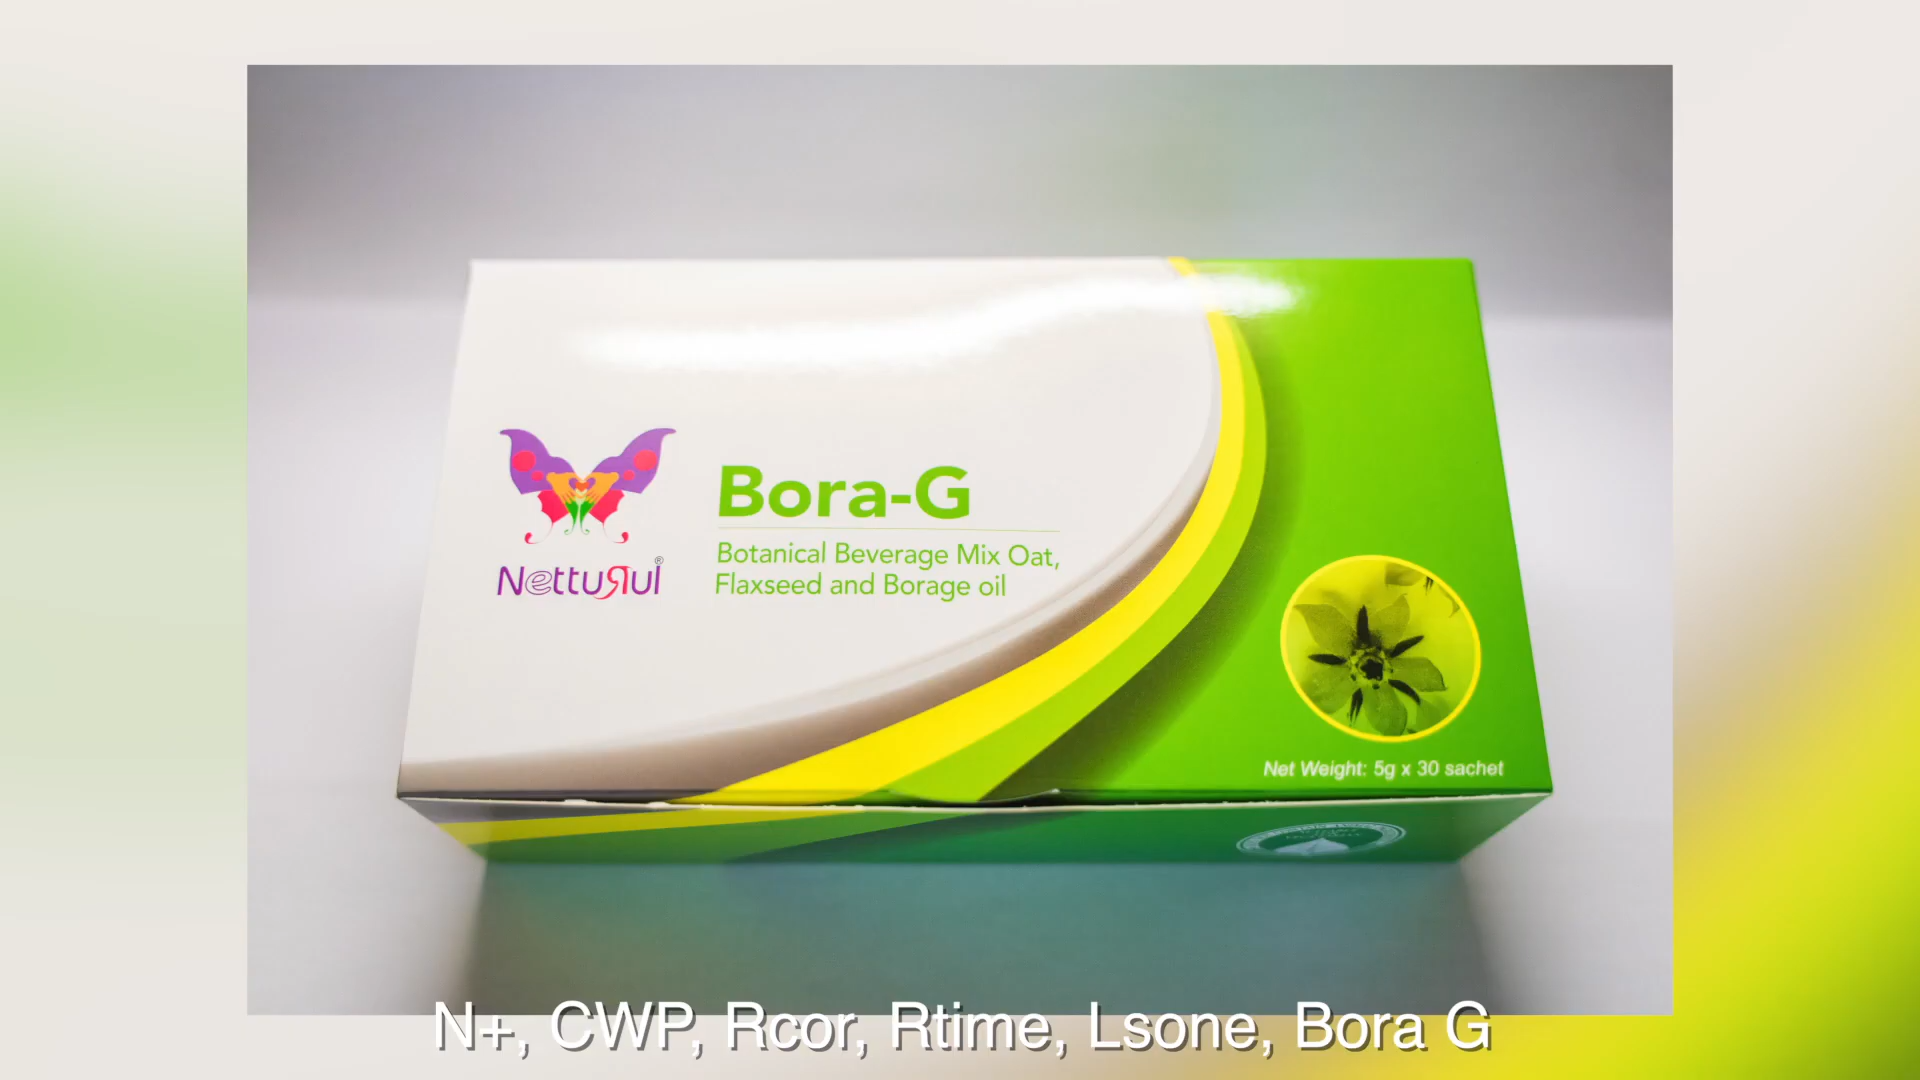 Bora-G
Botanical Beverage Mix Oat,
Flaxseed and Borage oil
NettuRul®
Net Weight: 5g x 30 sachet
N+, CWP, Rcor, Rtime, Lsone, Bora G